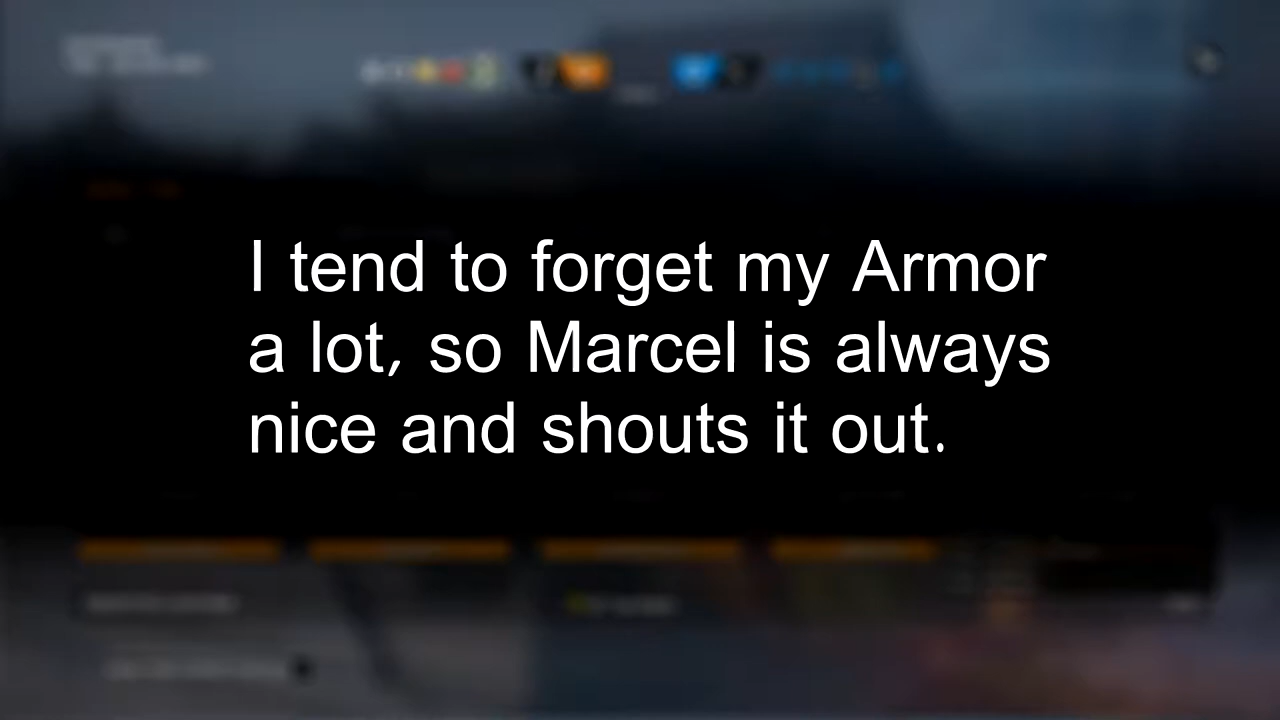 I tend to forget my Armor
a lot, so Marcel is always
nice and shouts it out.